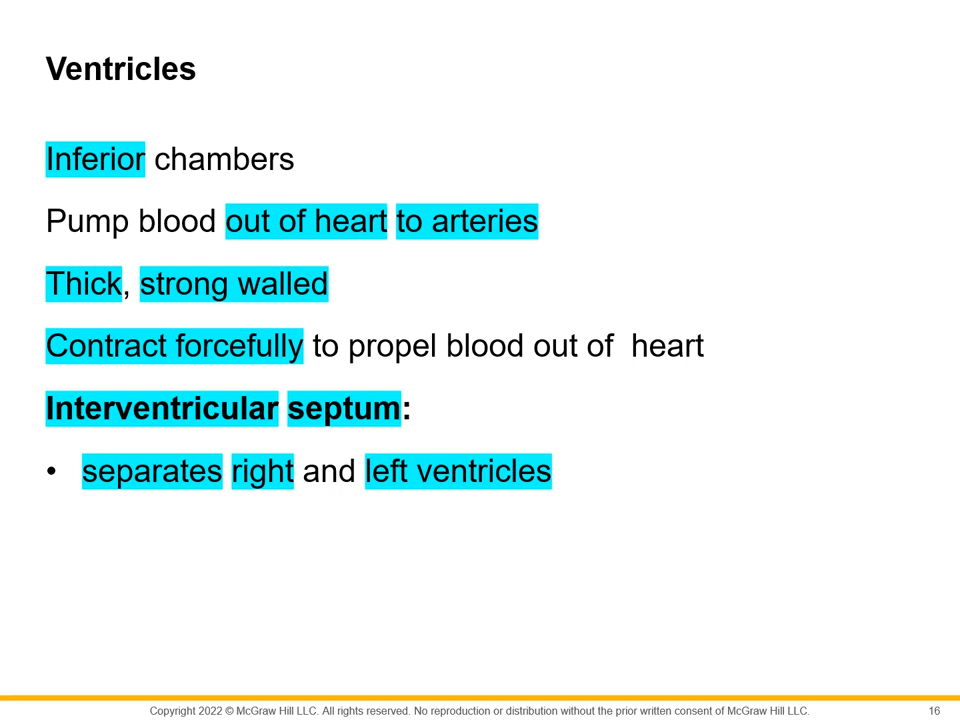 Ventricles
Inferior chambers
Pump blood out of heart to arteries
Thick, strong walled
Contract forcefully to propel blood out of  heart
Interventricular septum:
• separates right and left ventricles
Copyright 2022 © McGraw Hill LLC. All rights reserved. No reproduction or distribution without the prior written consent of McGraw Hill LLC.
16